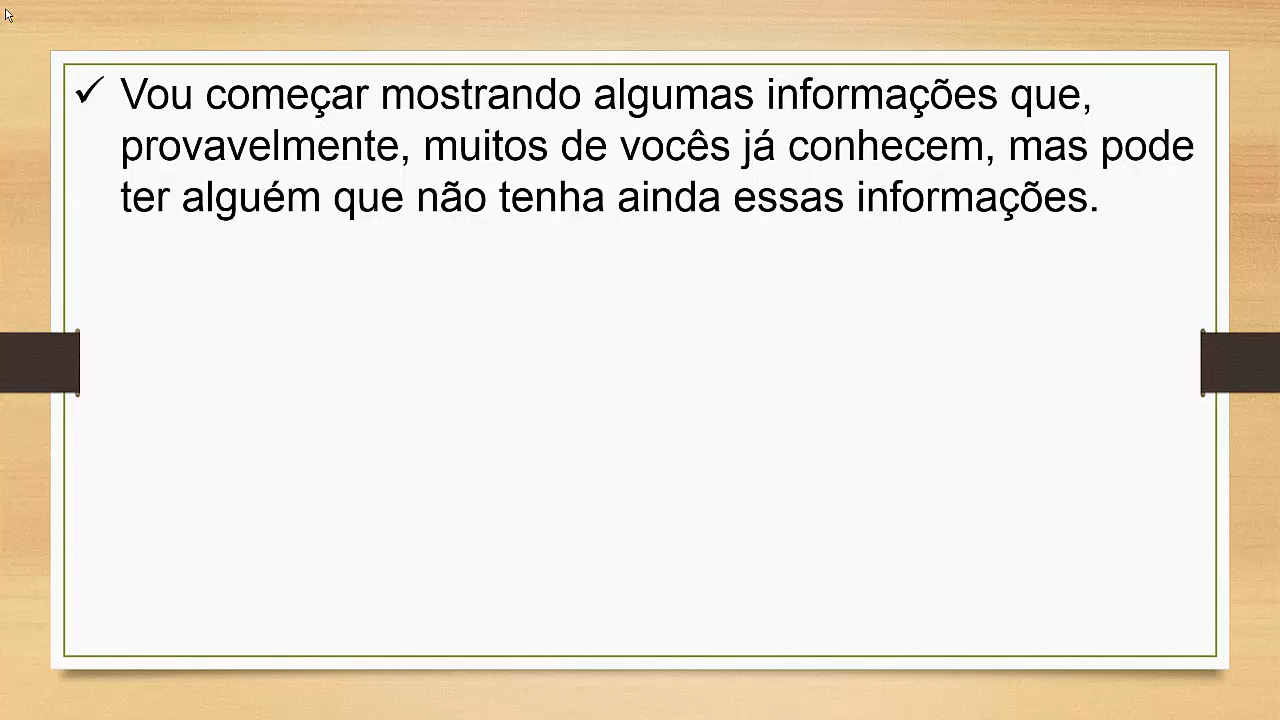 ✓ Vou começar mostrando algumas informações que,
provavelmente, muitos de vocês já conhecem, mas pode
ter alguém que não tenha ainda essas informações.